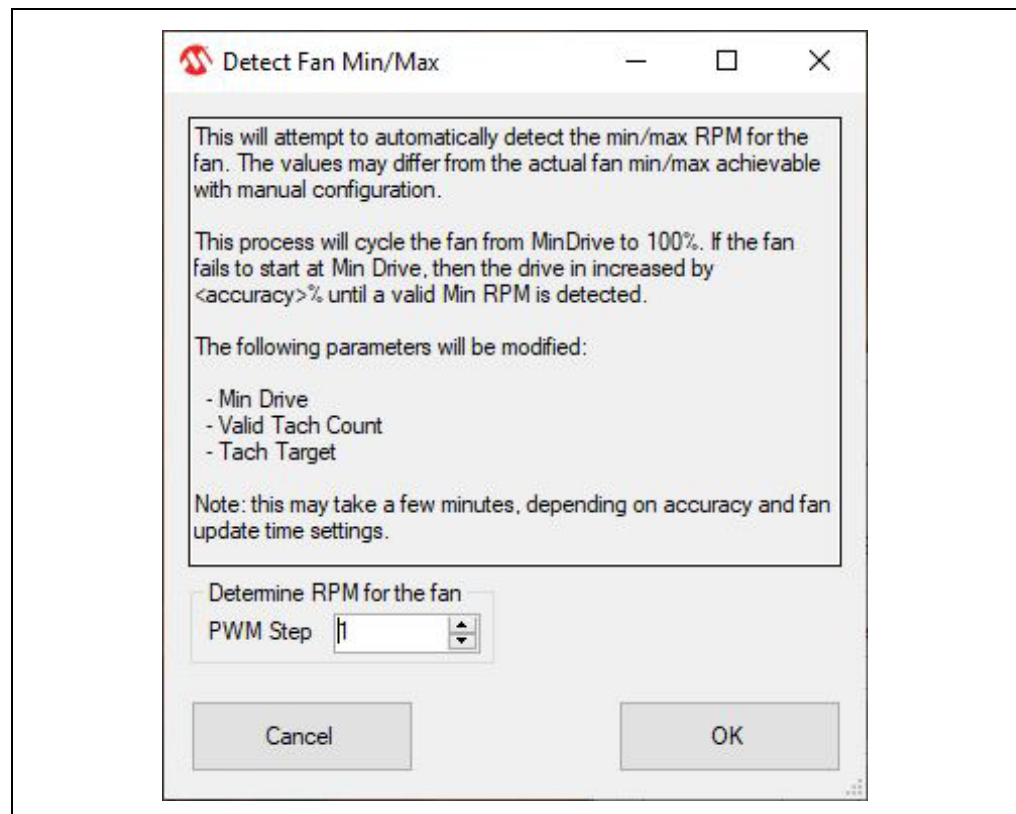 Detect Fan Min/Max
This will attempt to automatically detect the min/max RPM for the
fan. The values may differ from the actual fan min/max achievable
with manual configuration.
This process will cycle the fan from MinDrive to 100%. If the fan
fails to start at Min Drive, then the drive in increased by
<accuracy>% until a valid Min RPM is detected.
The following parameters will be modified:
- Min Drive
- Valid Tach Count
- Tach Target
Note: this may take a few minutes, depending on accuracy and fan
update time settings.
Determine RPM for the fan
PWM Step 1
Cancel OK